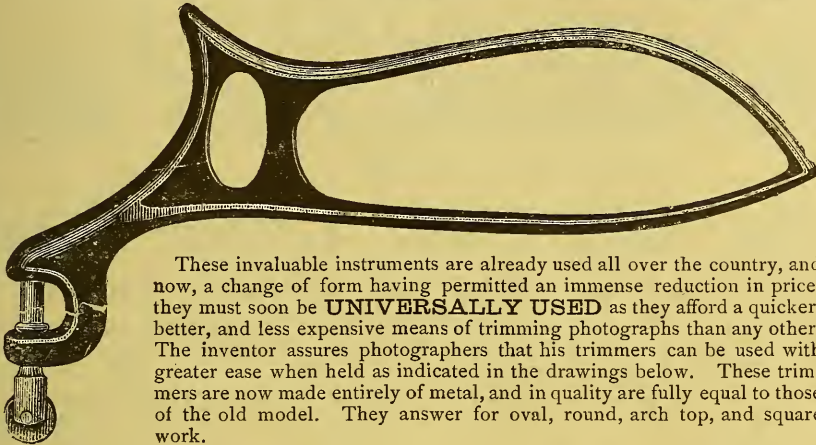 These invaluable instruments are already used all over the country, and
now, a change of form having permitted an immense reduction in price
they must soon be UNIVERSALLY USED as they afford a quicker
better, and less expensive means of trimming photographs than any other
The inventor assures photographers that his trimmers can be used with
greater ease when held as indicated in the drawings below. These trim
mers are now made entirely of metal, and in quality are fully equal to those
of the old model. They answer for oval, round, arch top, and square
work.